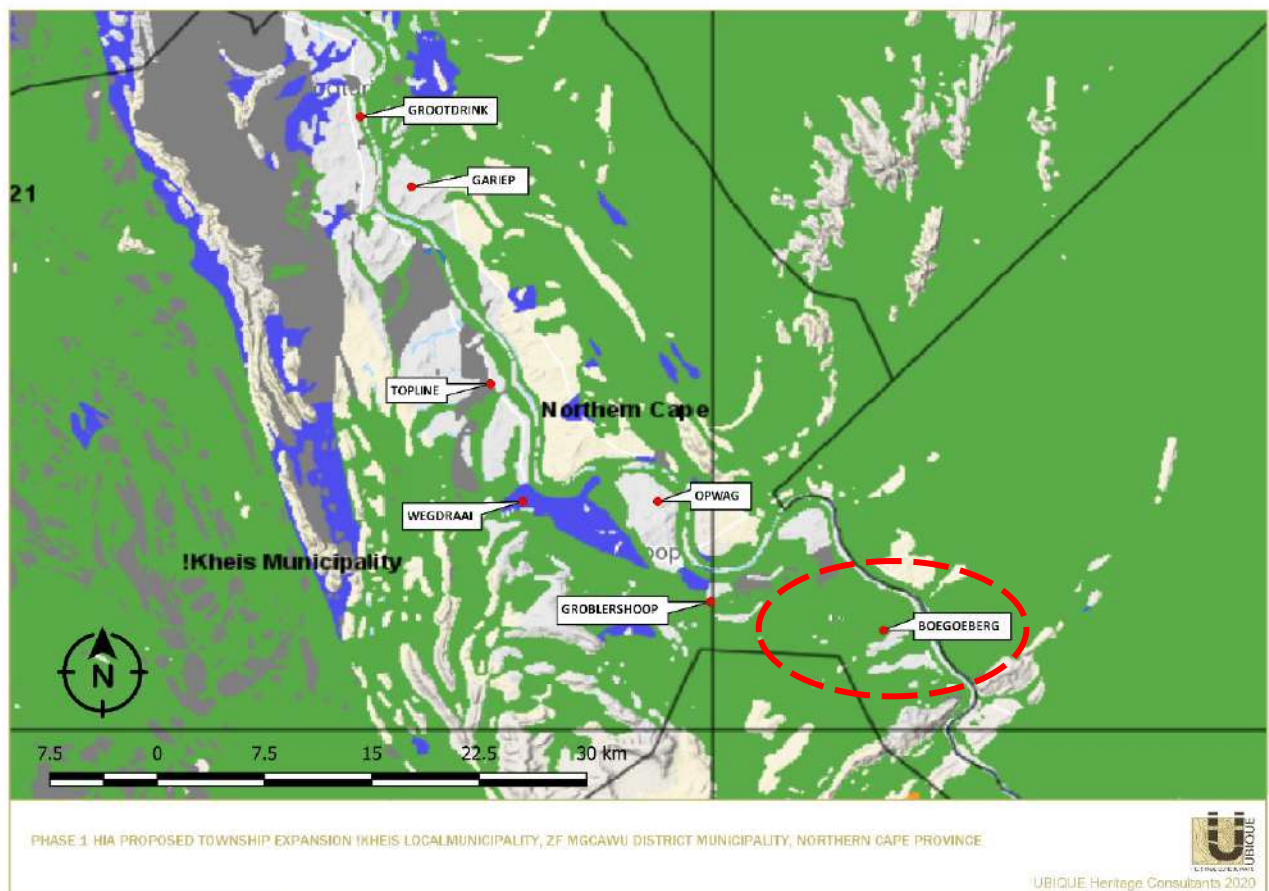 GROOTDRINK
GARIEP
21
TOPLINE
Northern Cape
WEGDRAAI
OPWAG
!Kheis Municipality
GROBLERSHOOP
BOEGOEBERG
N
7.5 0 7.5 15 22.5 30 km
PHASE 1 HIA PROPOSED TOWNSHIP EXPANSION !KHEIS LOCALMUNICIPALITY, ZF MGCAWU DISTRICT MUNICIPALITY, NORTHERN CAPE PROVINCE
UBIQUE
UBIQUE Heritage Consultants 2020